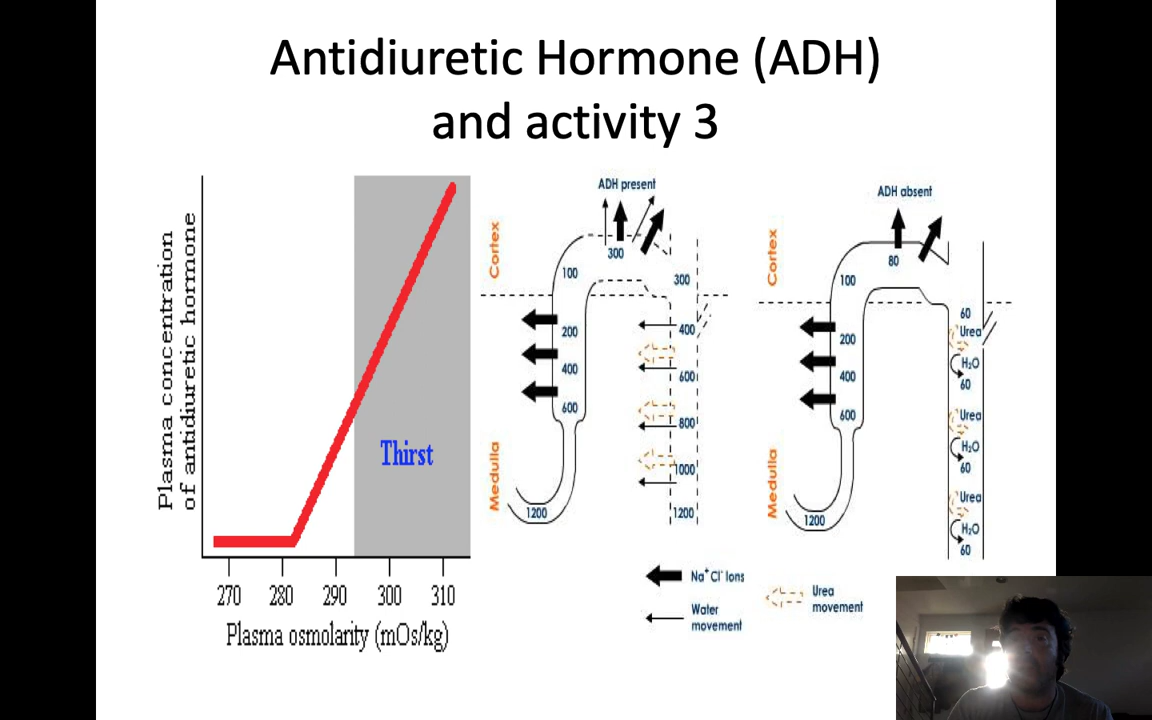 Antidiuretic Hormone (ADH)
and activity 3
Plasma concentration
of antidiuretic hormone
Thirst
270 280 290 300 310
Plasma osmolarity (mOs/kg)
ADH present
Cortex
300
100
300
200
400
400
600
600
800
Medulla
1000
1200
1200
ADH absent
Cortex
80
100
60
Urea
200
H2O
400
60
600
Urea
H2O
60
Medulla
Urea
1200
H2O
60
Na+Cl- Ions
Water
movement
Urea
movement